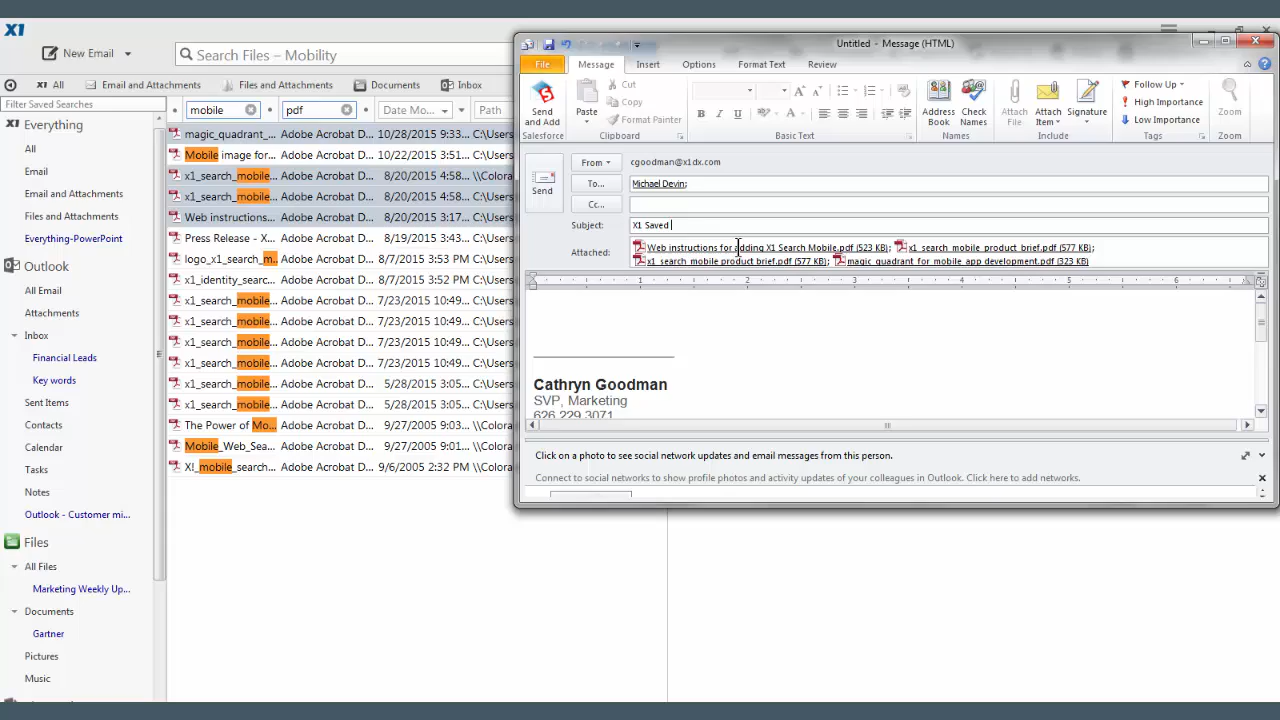 X1
New Email
Search Files – Mobility
X1 All
Email and Attachments
Files and Attachments
Documents
Inbox
Filter Saved Searches
X1 Everything
All
Email
Email and Attachments
Files and Attachments
Everything-PowerPoint
Outlook
All Email
Attachments
Inbox
Financial Leads
Key words
Sent Items
Contacts
Calendar
Tasks
Notes
Outlook - Customer mi...
Files
All Files
Marketing Weekly Up...
Documents
Gartner
Pictures
Music
mobile
pdf
Date Mo...
Path
magic_quadrant_... Adobe Acrobat D... 10/28/2015 9:33... C:\Users
Mobile image for... Adobe Acrobat D... 10/22/2015 3:51... C:\Users
x1_search_mobile... Adobe Acrobat D... 8/20/2015 4:58... \\Colora
x1_search_mobile... Adobe Acrobat D... 8/20/2015 4:58... C:\Users
Web instructions... Adobe Acrobat D... 8/20/2015 3:17... C:\Users
Press Release - X... Adobe Acrobat D... 8/19/2015 3:43... C:\Users
logo_x1_search_m... Adobe Acrobat D... 8/7/2015 3:53 PM C:\Users
x1_identity_searc... Adobe Acrobat D... 8/7/2015 3:52 PM C:\Users
x1_search_mobile... Adobe Acrobat D... 7/23/2015 10:49... C:\Users
x1_search_mobile... Adobe Acrobat D... 7/23/2015 10:49... C:\Users
x1_search_mobile... Adobe Acrobat D... 7/23/2015 10:49... C:\Users
x1_search_mobile... Adobe Acrobat D... 5/28/2015 3:05... C:\Users
x1_search_mobile... Adobe Acrobat D... 5/28/2015 3:05... C:\Users
The Power of Mo... Adobe Acrobat D... 9/27/2005 9:03... \\Colora
Mobile_Web_Sea... Adobe Acrobat D... 9/27/2005 9:01... \\Colora
X!_mobile_search... Adobe Acrobat D... 9/6/2005 2:32 PM \\Colora
Untitled - Message (HTML)
File
Message
Insert
Options
Format Text
Review
Send and Add
Salesforce
Paste
Cut
Copy
Format Painter
Clipboard
B I U
Basic Text
Address Book
Check Names
Names
Attach File
Attach Item
Signature
Include
Follow Up
High Importance
Low Importance
Tags
Zoom
Zoom
Send
From
cgoodman@x1dx.com
To...
Michael Devin;
Cc...
Subject:
X1 Saved
Attached:
Web instructions for adding X1 Search Mobile.pdf (523 KB); x1_search_mobile_product_brief.pdf (577 KB);
x1_search_mobile product brief.pdf (577 KB); magic_quadrant_for_mobile_app_development.pdf (323 KB)
1 2 3 4 5 6
Cathryn Goodman
SVP, Marketing
626.229.3071
Click on a photo to see social network updates and email messages from this person.
Connect to social networks to show profile photos and activity updates of your colleagues in Outlook. Click here to add networks.